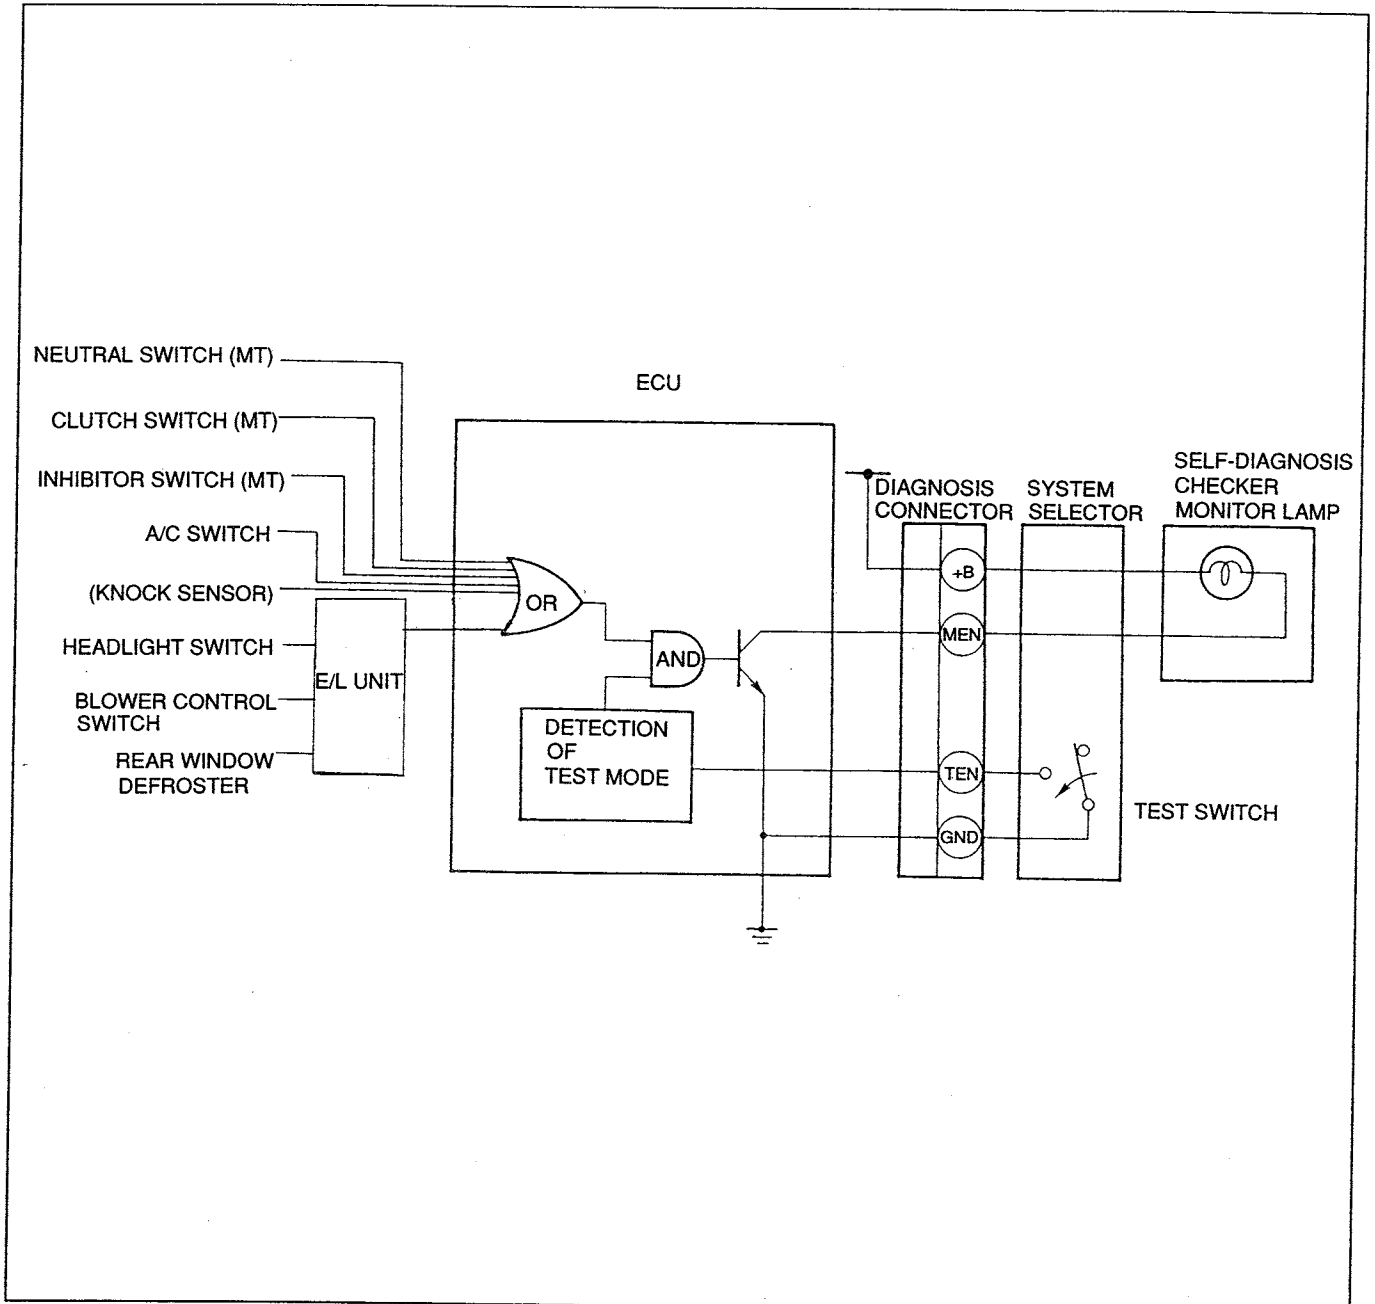 NEUTRAL SWITCH (MT)
CLUTCH SWITCH (MT)
INHIBITOR SWITCH (MT)
A/C SWITCH
(KNOCK SENSOR)
HEADLIGHT SWITCH
BLOWER CONTROL
SWITCH
REAR WINDOW
DEFROSTER
E/L UNIT
ECU
OR
AND
DETECTION
OF
TEST MODE
DIAGNOSIS
CONNECTOR
+B
MEN
TEN
GND
SYSTEM
SELECTOR
TEST SWITCH
SELF-DIAGNOSIS
CHECKER
MONITOR LAMP